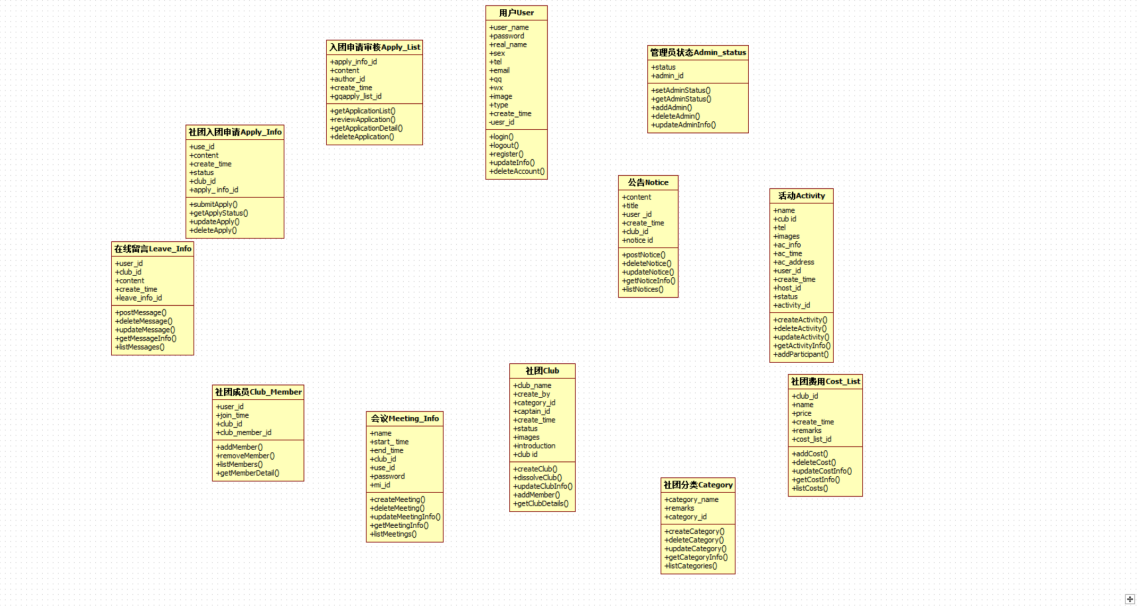 用户User
+user_name
+password
+real_name
+sex
+tel
+email
+qq
+wx
+image
+type
+create_time
-uesr_id
+login()
+logout()
+register()
+updateInfo()
+deleteAccount()
入团申请审核Apply_List
+apply_info_id
+content
+author_id
+create_time
+gqapply_list_id
+getApplicationList()
+reviewApplication()
+getApplicationDetail()
+deleteApplication()
管理员状态Admin_status
+status
+admin_id
+setAdminStatus()
+getAdminStatus()
+addAdmin()
+deleteAdmin()
+updateAdminInfo()
社团入团申请Apply_Info
+use_id
+content
+create_time
+status
+club_id
+apply_ info_id
+submitApply()
+getApplyStatus()
+updateApply()
+deleteApply()
公告Notice
+content
+title
+user _id
+create_time
+club_id
+notice id
+postNotice()
+deleteNotice()
+updateNotice()
+getNoticeInfo()
+listNotices()
活动Activity
+name
+cub id
+tel
+images
+ac_info
+ac_time
+ac_address
+user_id
+create_time
+host_id
+status
+activity_id
+createActivity()
+deleteActivity()
+updateActivity()
+getActivityInfo()
+addParticipant()
在线留言Leave_Info
+user_id
+club_id
+content
+create_time
+leave_info_id
+postMessage()
+deleteMessage()
+updateMessage()
+getMessageInfo()
+listMessages()
社团Club
+club_name
+create_by
+category_id
+captain_id
+create_time
+status
+images
+introduction
+club id
+createClub()
+dissolveClub()
+updateClubInfo()
+addMember()
+getClubDetails()
社团费用Cost_List
+club_id
+name
+price
+create_time
+remarks
+cost_list_id
+addCost()
+deleteCost()
+updateCostInfo()
+getCostInfo()
+listCosts()
社团成员Club_Member
+user_id
+join_time
+club_id
+club_member_id
+addMember()
+removeMember()
+listMembers()
+getMemberDetail()
会议Meeting_Info
+name
+start_ time
+end_time
+club_id
+use_id
+password
+mi_id
+createMeeting()
+deleteMeeting()
+updateMeetingInfo()
+getMeetingInfo()
+listMeetings()
社团分类Category
+category_name
+remarks
+category_id
+createCategory()
+deleteCategory()
+updateCategory()
+getCategoryInfo()
+listCategories()